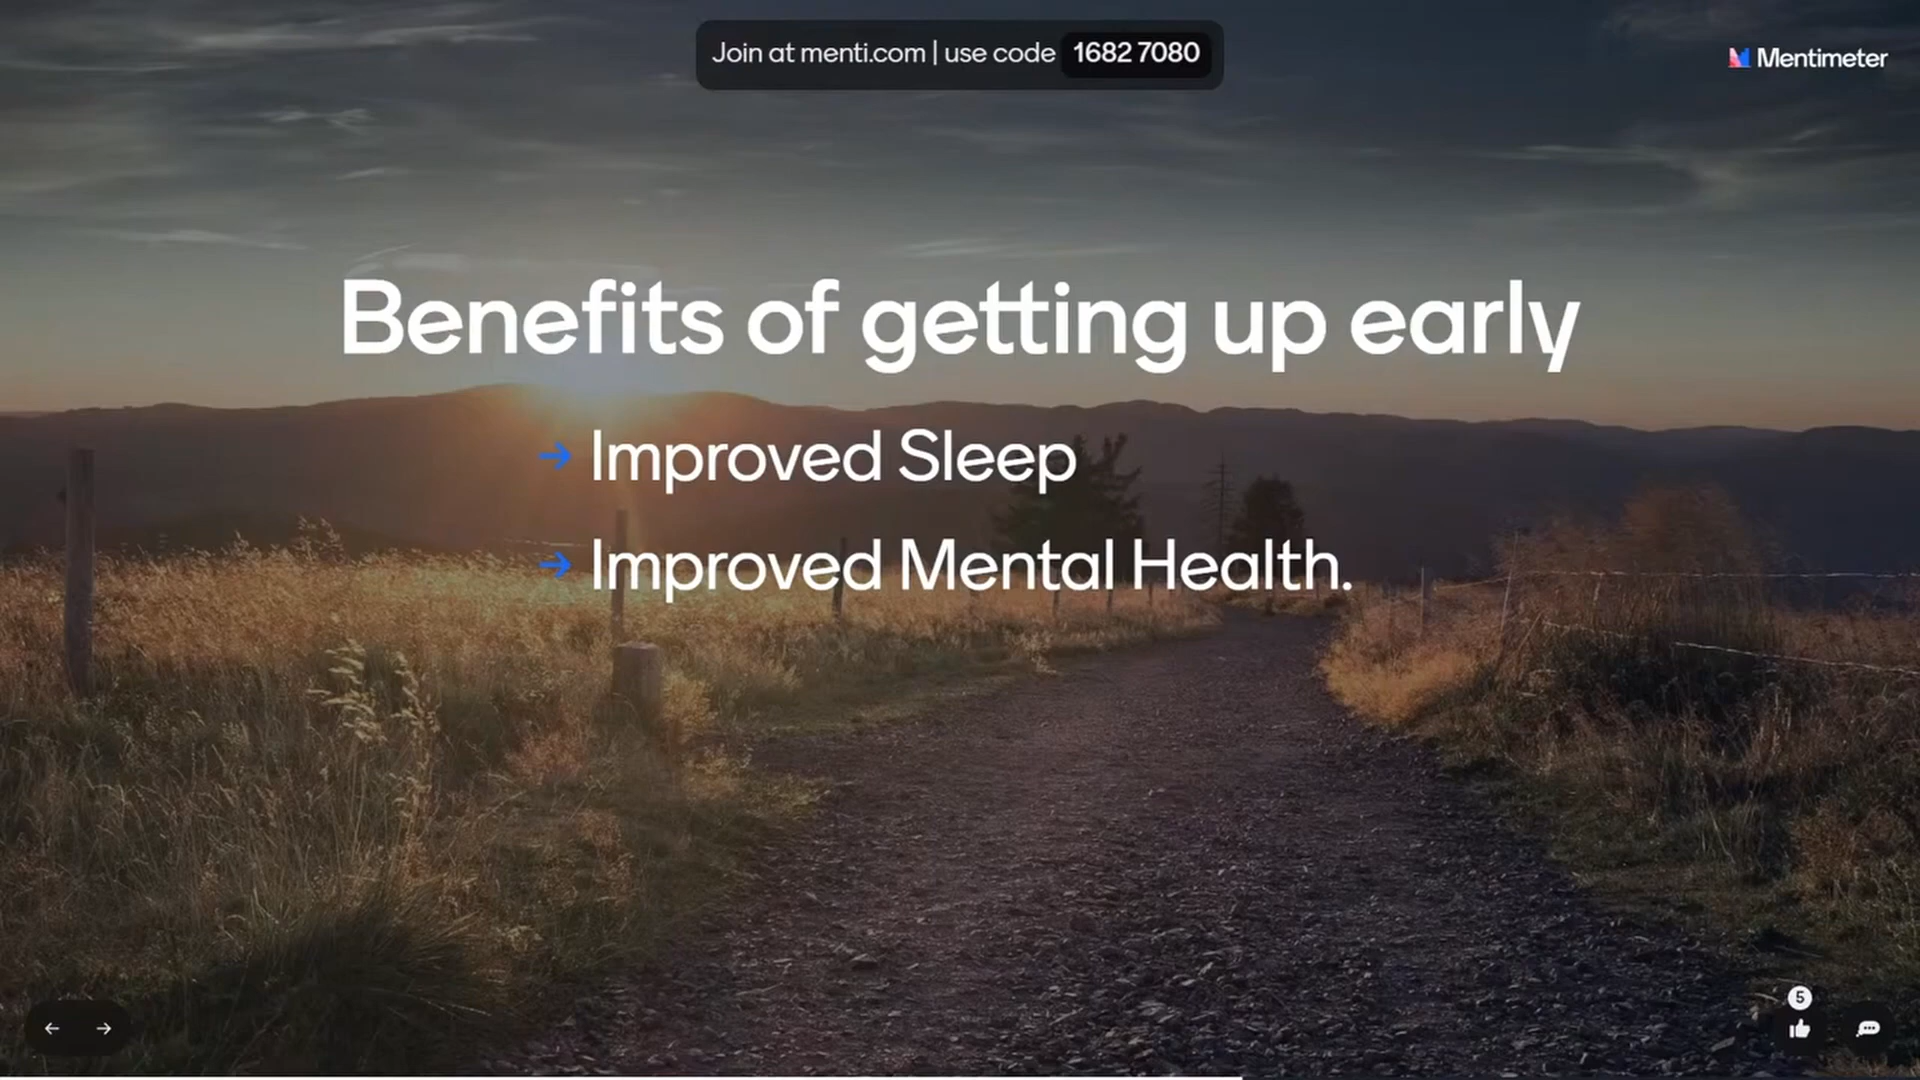 Join at menti.com | use code 1682 7080
Mentimeter
Benefits of getting up early
→ Improved Sleep
→ Improved Mental Health.
5